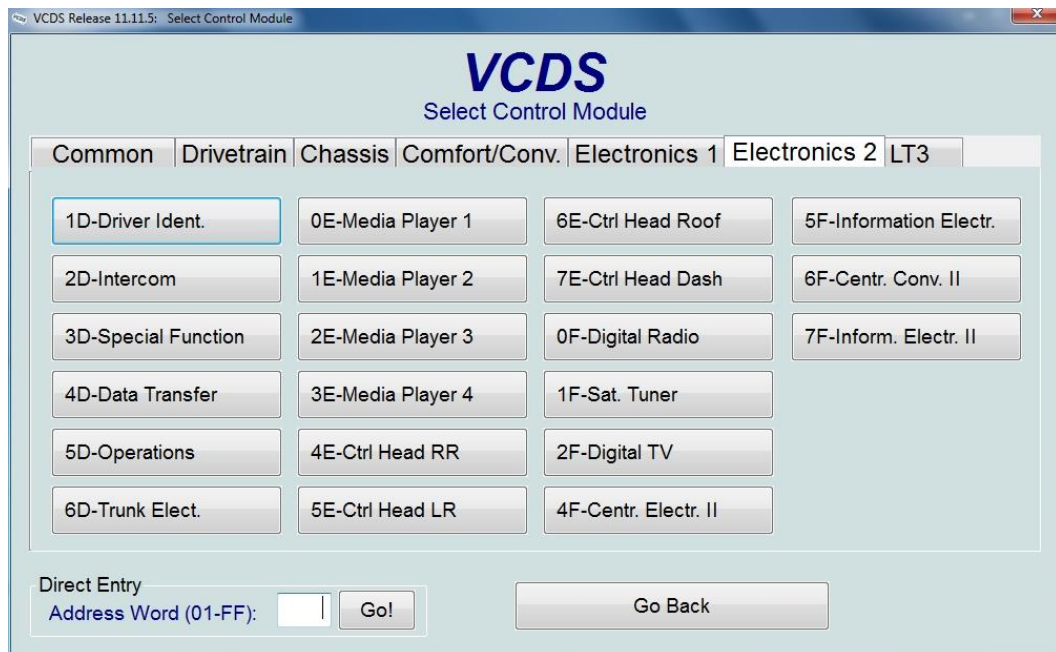 VCDS Release 11.11.5: Select Control Module
VCDS
Select Control Module
Common Drivetrain Chassis Comfort/Conv. Electronics 1 Electronics 2 LT3
1D-Driver Ident. 0E-Media Player 1 6E-Ctrl Head Roof 5F-Information Electr.
2D-Intercom 1E-Media Player 2 7E-Ctrl Head Dash 6F-Centr. Conv. II
3D-Special Function 2E-Media Player 3 0F-Digital Radio 7F-Inform. Electr. II
4D-Data Transfer 3E-Media Player 4 1F-Sat. Tuner
5D-Operations 4E-Ctrl Head RR 2F-Digital TV
6D-Trunk Elect. 5E-Ctrl Head LR 4F-Centr. Electr. II
Direct Entry
Address Word (01-FF): Go! Go Back